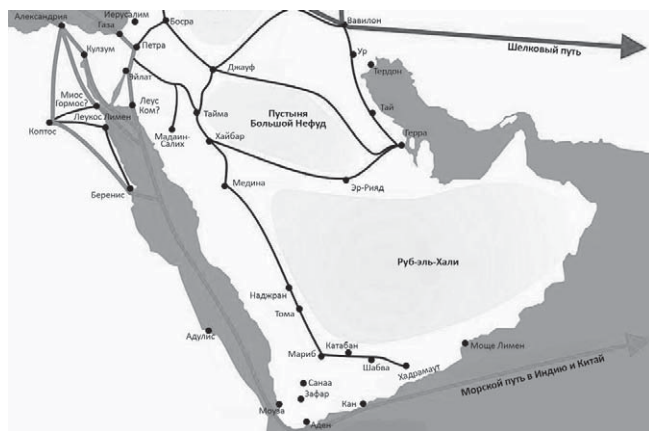 Александрия
Иерусалим
Газа
Босра
Вавилон
Кулзум
Петра
Шелковый путь
Ур
Джауф
Тердон
Эйлат
Миос
Гормос?
Леус
Ком?
Тайма
Пустыня
Большой Нефуд
Тай
Леукос Лимен
Коптос
Мадаин-
Салих
Хайбар
Герра
Медина
Эр-Рияд
Беренис
Руб-эль-Хали
Наджран
Тома
Адулис
Катабан
Моще Лимен
Мариб
Шабва
Хадрамаут
Санаа
Зафар
Моуза
Кан
Аден
Морской путь в Индию и Китай